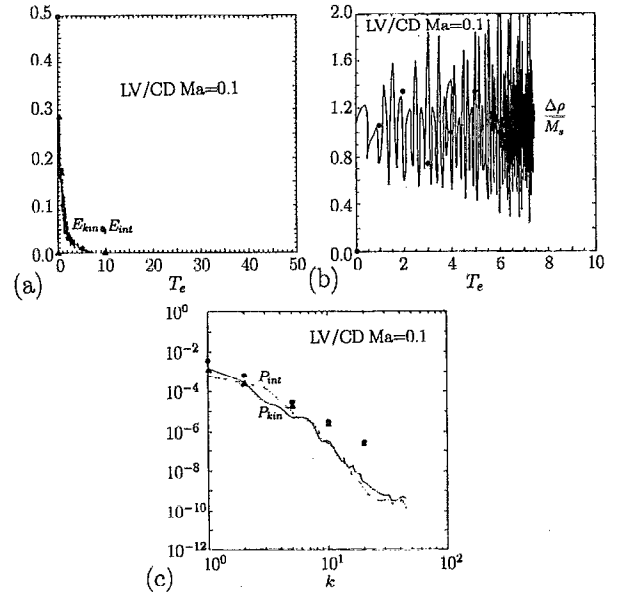 0.5
0.4
0.3
0.2
0.1
0.0
LV/CD Ma=0.1
E_kin E_int
0 10 20 30 40 50
T_e
(a)
2.0
1.6
1.2
0.8
0.4
0.0
LV/CD Ma=0.1
Δρ
M_s
0 2 4 6 8 10
T_e
(b)
10^0
10^-2
10^-4
10^-6
10^-8
10^-10
10^-12
LV/CD Ma=0.1
P_int
P_kin
10^0 10^1 10^2
k
(c)